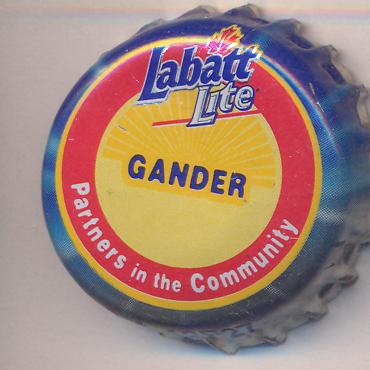 Labatt
Lite
GANDER
Partners in the Community